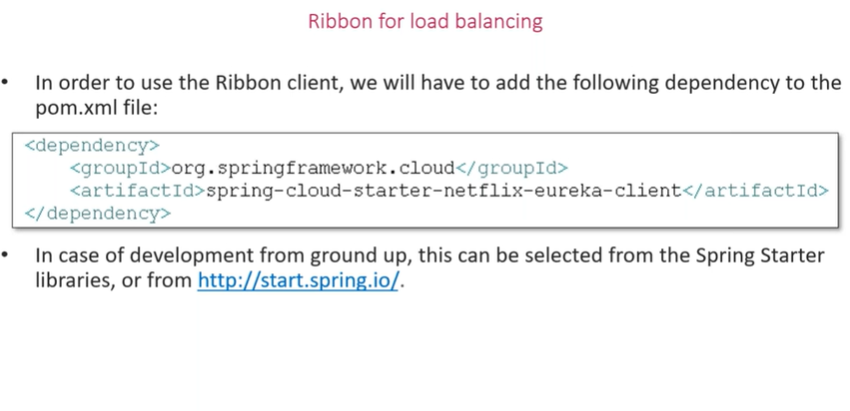 Ribbon for load balancing
• In order to use the Ribbon client, we will have to add the following dependency to the
pom.xml file:
<dependency>
<groupId>org.springframework.cloud</groupId>
<artifactId>spring-cloud-starter-netflix-eureka-client</artifactId>
</dependency>
• In case of development from ground up, this can be selected from the Spring Starter
libraries, or from http://start.spring.io/.